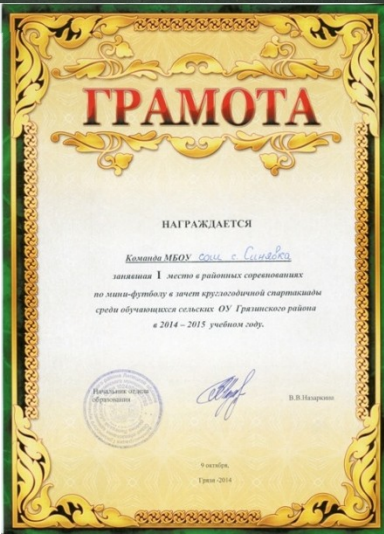 ГРАМОТА
НАГРАЖДАЕТСЯ
Команда МБОУ сош с. Синявка
занявшая I место в районных соревнованиях
по мини-футболу в зачет круглогодичной спартакиады
среди обучающихся сельских ОУ Грязинского района
в 2014 – 2015 учебном году.
Начальник отдела
образования
В.В.Назаркина
9 октября,
Грязи -2014